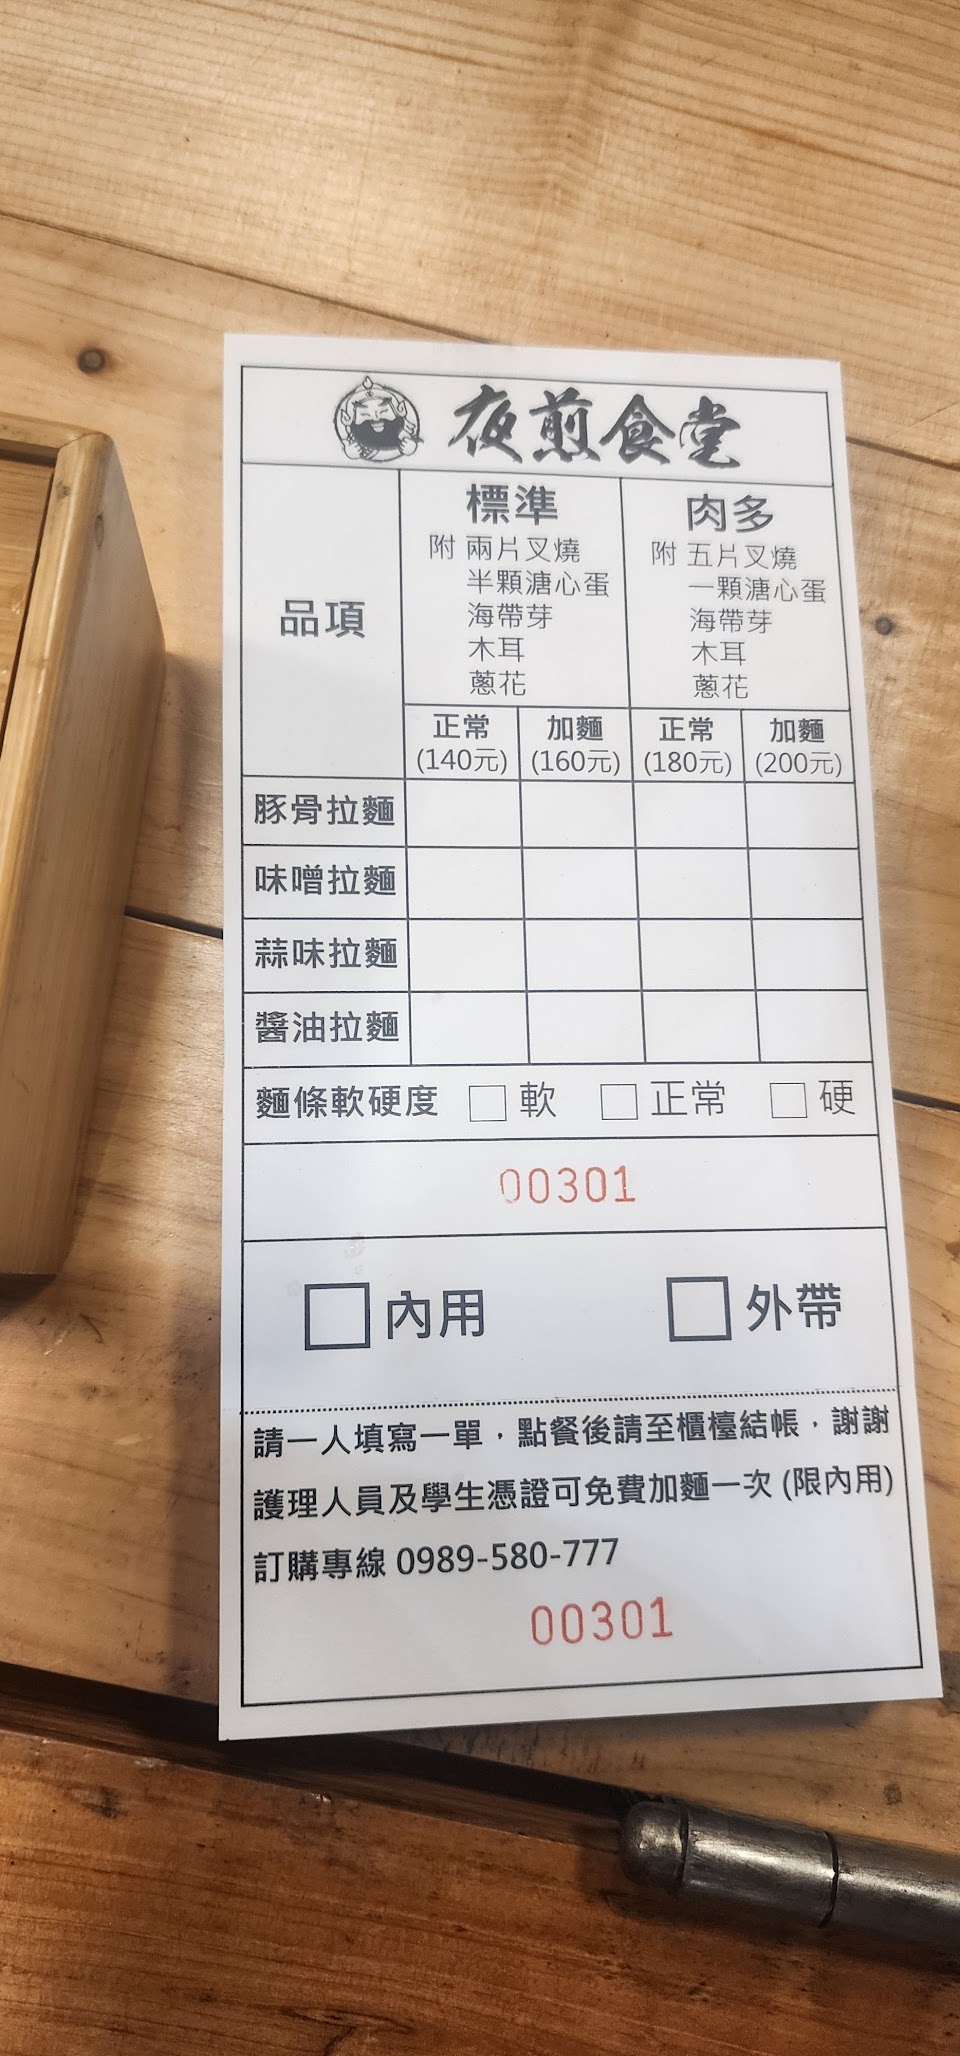 夜煎食堂
品項
標準
附 兩片叉燒
半顆溏心蛋
海帶芽
木耳
蔥花
肉多
附 五片叉燒
一顆溏心蛋
海帶芽
木耳
蔥花
正常 加麵 正常 加麵
(140元) (160元) (180元) (200元)
豚骨拉麵
味噌拉麵
蒜味拉麵
醬油拉麵
麵條軟硬度 □ 軟 □ 正常 □ 硬
00301
□ 內用 □ 外帶
請一人填寫一單，點餐後請至櫃檯結帳，謝謝
護理人員及學生憑證可免費加麵一次 (限內用)
訂購專線 0989-580-777
00301